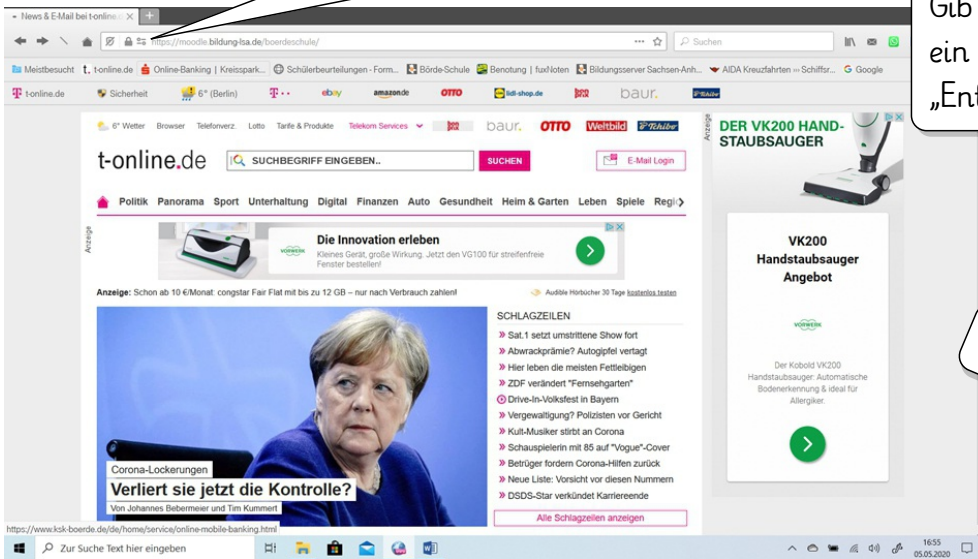 News & E-Mail bei t-online.
Gib
ein
„Ent
https://moodle.bildung-lsa.de/boerdeschule/
Suchen
Meistbesucht
t-online.de
Online-Banking | Kreisspark...
Schülerbeurteilungen - Form...
Börde-Schule
Benotung | fuxNoten
Bildungsserver Sachsen-Anh...
AIDA Kreuzfahrten »» Schiffsr...
Google
t-online.de
Sicherheit
6° (Berlin)
ebay
amazon.de
OTTO
lidl-shop.de
bon prix
baur.
Tchibo
6° Wetter
Browser
Telefonverz.
Lotto
Tarife & Produkte
Telekom Services
bon prix
baur.
OTTO
Weltbild
Tchibo
t-online.de
SUCHBEGRIFF EINGEBEN..
SUCHEN
E-Mail Login
Politik
Panorama
Sport
Unterhaltung
Digital
Finanzen
Auto
Gesundheit
Heim & Garten
Leben
Spiele
Regio
Anzeige
VORWERK
Die Innovation erleben
Kleines Gerät, große Wirkung. Jetzt den VG100 für streifenfreie
Fenster bestellen!
Anzeige: Schon ab 10 €/Monat: congstar Fair Flat mit bis zu 12 GB – nur nach Verbrauch zahlen!
Audible Hörbücher 30 Tage kostenlos testen
Corona-Lockerungen
Verliert sie jetzt die Kontrolle?
Von Johannes Bebermeier und Tim Kummert
SCHLAGZEILEN
Sat.1 setzt umstrittene Show fort
Abwrackprämie? Autogipfel vertagt
Hier leben die meisten Fettleibigen
ZDF verändert "Fernsehgarten"
Drive-In-Volksfest in Bayern
Vergewaltigung? Polizisten vor Gericht
Kult-Musiker stirbt an Corona
Schauspielerin mit 85 auf "Vogue"-Cover
Betrüger fordern Corona-Hilfen zurück
Neue Liste: Vorsicht vor diesen Nummern
DSDS-Star verkündet Karriereende
Alle Schlagzeilen anzeigen
Anzeige
DER VK200 HAND-
STAUBSAUGER
VK200
Handstaubsauger
Angebot
VORWERK
Der Kobold VK200
Handstaubsauger: Automatische
Bodenerkennung & ideal für
Allergiker.
https://www.ksk-boerde.de/de/home/service/online-mobile-banking.html
Zur Suche Text hier eingeben
16:55
05.05.2020